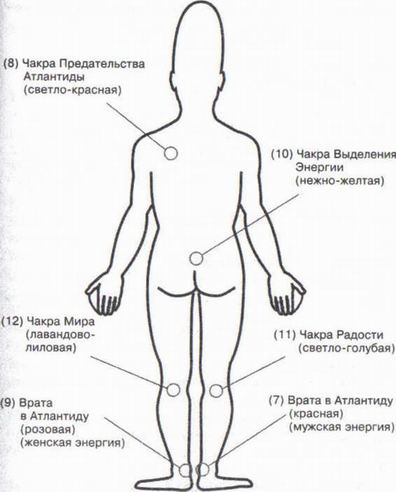 (8) Чакра Предательства
Атлантиды
(светло-красная)
(10) Чакра Выделения
Энергии
(нежно-желтая)
(12) Чакра Мира
(лавандово-
лиловая)
(11) Чакра Радости
(светло-голубая)
(9) Врата
в Атлантиду
(розовая)
(женская энергия)
(7) Врата в Атлантиду
(красная)
(мужская энергия)